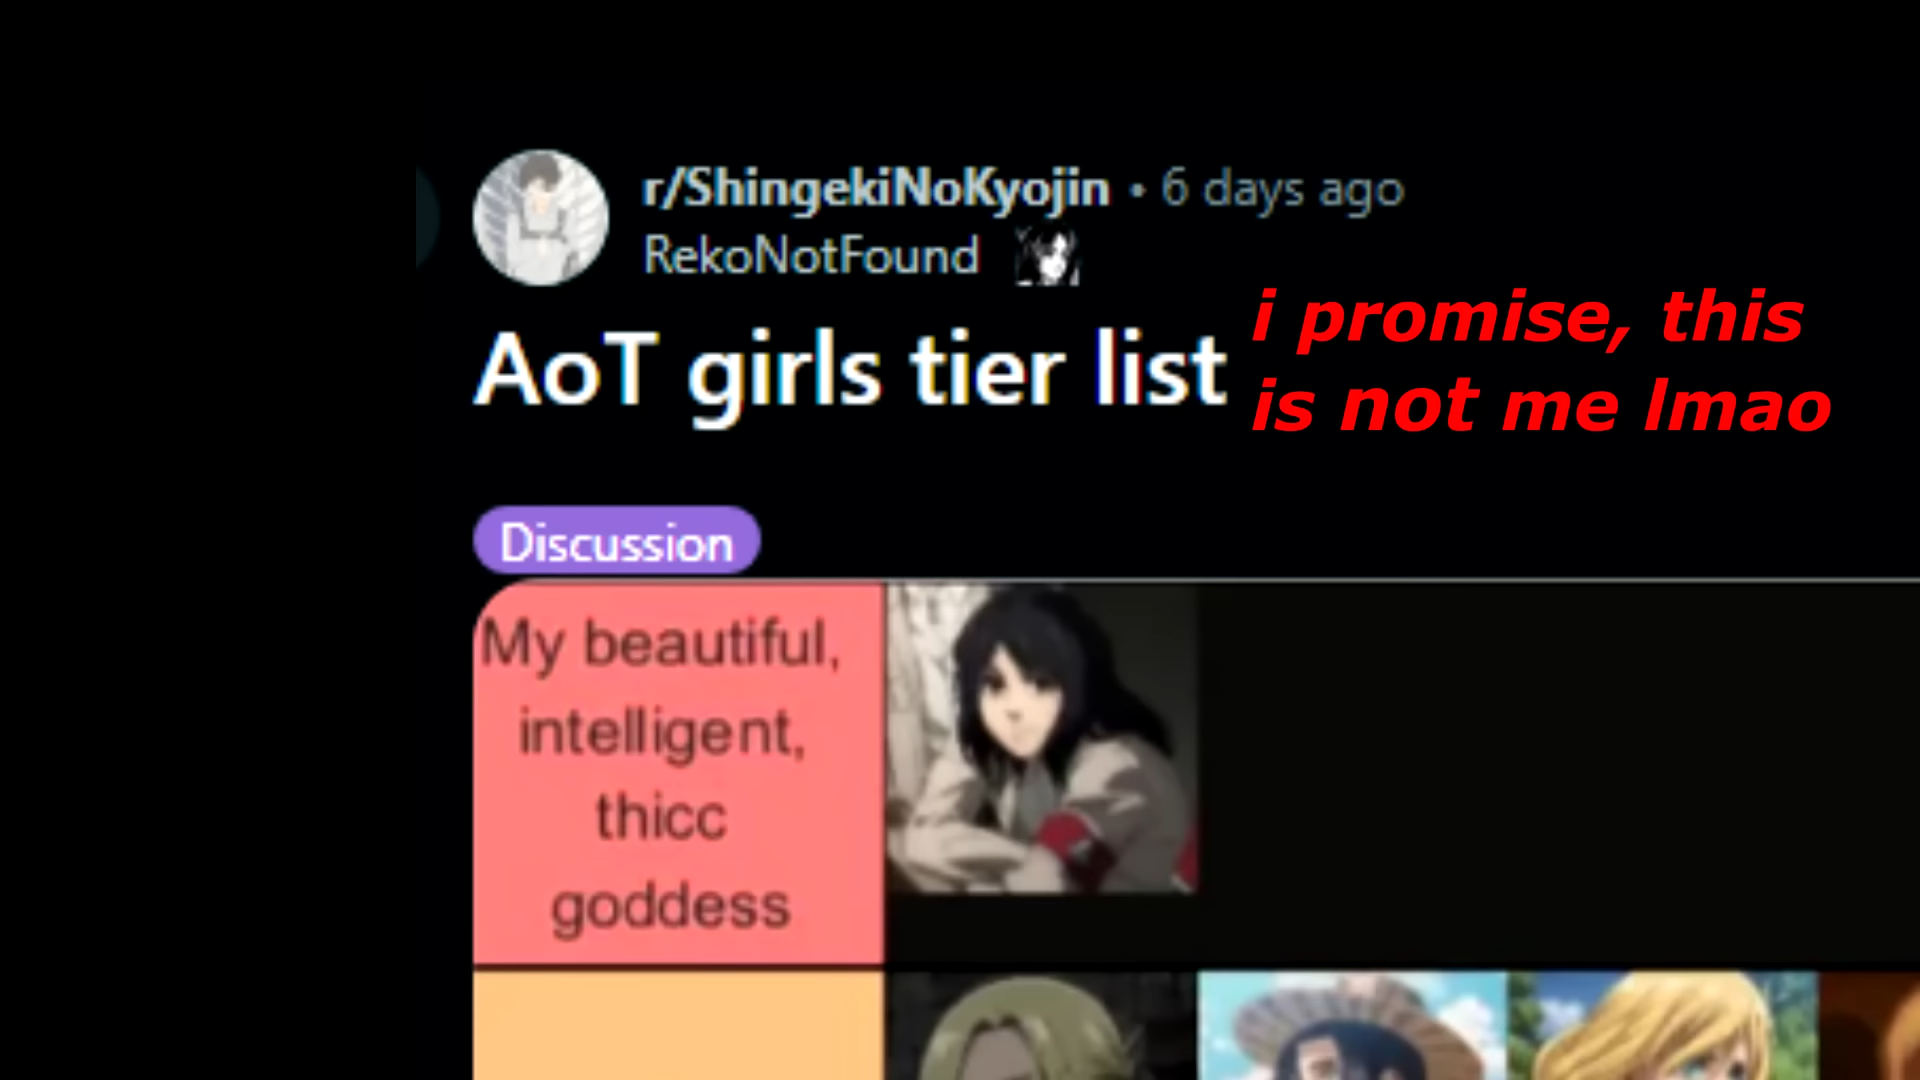 r/ShingekiNoKyojin • 6 days ago
RekoNotFound
AoT girls tier list
i promise, this
is not me lmao
Discussion
My beautiful,
intelligent,
thicc
goddess